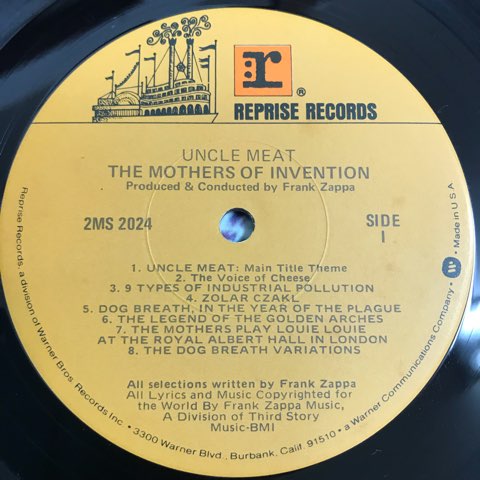 r
®
REPRISE RECORDS
UNCLE MEAT
THE MOTHERS OF INVENTION
Produced & Conducted by Frank Zappa
2MS 2024
SIDE
1
1. UNCLE MEAT: Main Title Theme
2. The Voice of Cheese
3. 9 TYPES OF INDUSTRIAL POLLUTION
4. ZOLAR CZAKL
5. DOG BREATH, IN THE YEAR OF THE PLAGUE
6. THE LEGEND OF THE GOLDEN ARCHES
7. THE MOTHERS PLAY LOUIE LOUIE
AT THE ROYAL ALBERT HALL IN LONDON
8. THE DOG BREATH VARIATIONS
All selections written by Frank Zappa
All Lyrics and Music Copyrighted for
the World By Frank Zappa Music,
A Division of Third Story
Music-BMI
Reprise Records, a division of Warner Bros. Records Inc. • 3300 Warner Blvd., Burbank, Calif. 91510 • a Warner Communications Company • W • Made in U.S.A.